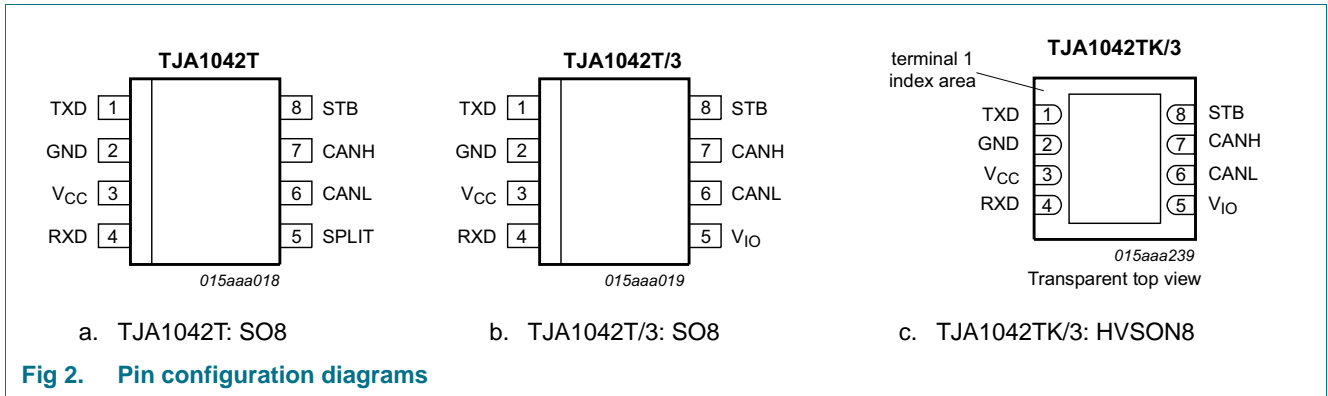 TJA1042T
TXD 1
GND 2
VCC 3
RXD 4
8 STB
7 CANH
6 CANL
5 SPLIT
015aaa018
a. TJA1042T: SO8
TJA1042T/3
TXD 1
GND 2
VCC 3
RXD 4
8 STB
7 CANH
6 CANL
5 VIO
015aaa019
b. TJA1042T/3: SO8
TJA1042TK/3
terminal 1
index area
TXD 1
GND 2
VCC 3
RXD 4
8 STB
7 CANH
6 CANL
5 VIO
015aaa239
Transparent top view
c. TJA1042TK/3: HVSON8
Fig 2. Pin configuration diagrams